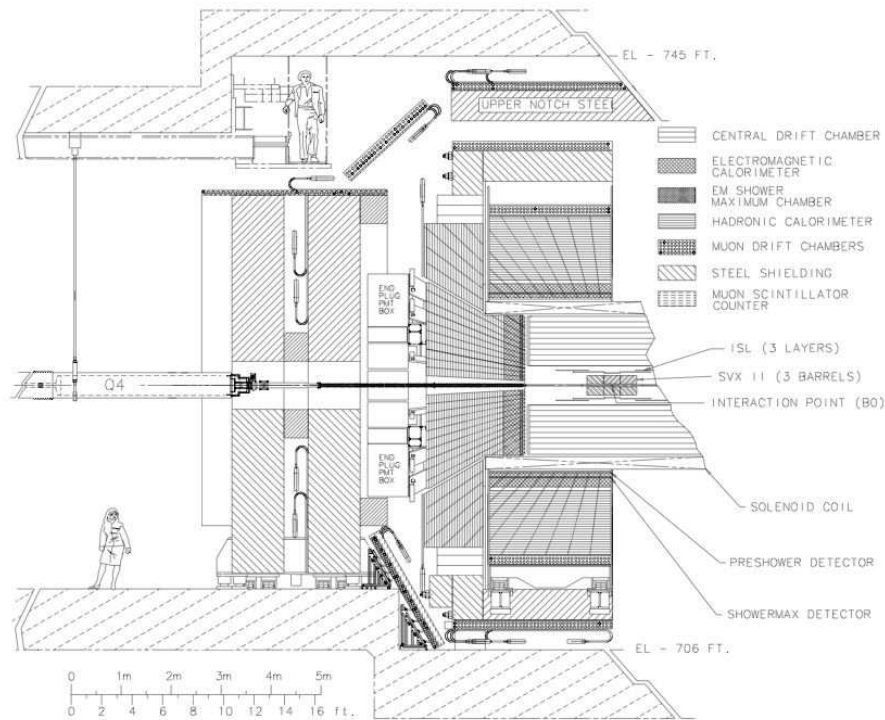 EL - 745 FT.
UPPER NOTCH STEEL
CENTRAL DRIFT CHAMBER
ELECTROMAGNETIC
CALORIMETER
EM SHOWER
MAXIMUM CHAMBER
HADRONIC CALORIMETER
MUON DRIFT CHAMBERS
STEEL SHIELDING
MUON SCINTILLATOR
COUNTER
END
PLUG
PMT
BOX
ISL (3 LAYERS)
Q4
SVX II (3 BARRELS)
INTERACTION POINT (B0)
END
PLUG
PMT
BOX
SOLENOID COIL
PRESHOWER DETECTOR
SHOWERMAX DETECTOR
EL - 706 FT.
0 1m 2m 3m 4m 5m
0 2 4 6 8 10 12 14 16 ft.